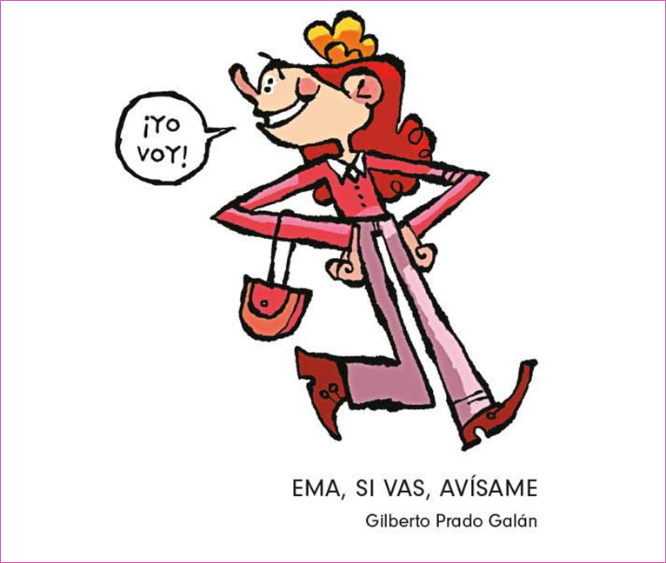 ¡YO
VOY!
EMA, SI VAS, AVÍSAME
Gilberto Prado Galán